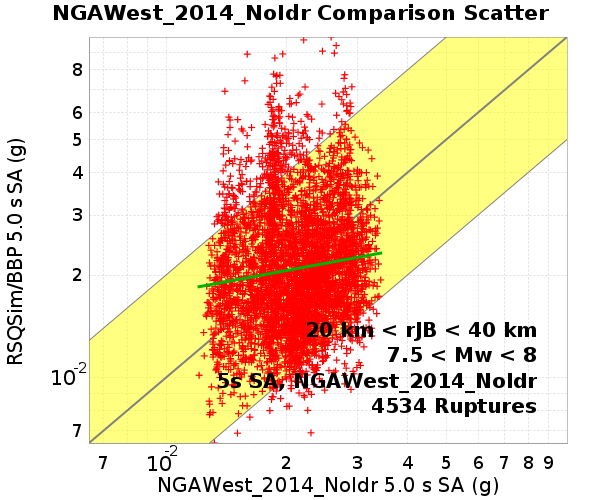 NGAWest_2014_NoIdr Comparison Scatter
RSQSim/BBP 5.0 s SA (g)
8
6
5
4
3
2
10-2
7
20 km < rJB < 40 km
7.5 < Mw < 8
5s SA, NGAWest_2014_NoIdr
4534 Ruptures
7 10-2 2 3 4 5 6 7 8 9
NGAWest_2014_NoIdr 5.0 s SA (g)